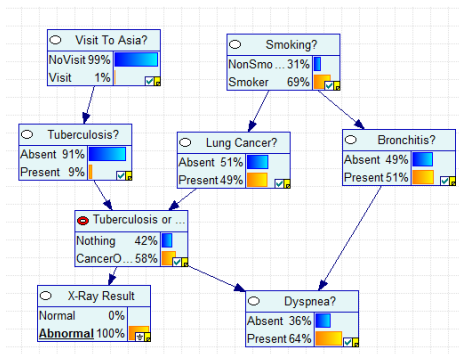 Visit To Asia?
NoVisit 99%
Visit 1%
Smoking?
NonSmo... 31%
Smoker 69%
Tuberculosis?
Absent 91%
Present 9%
Lung Cancer?
Absent 51%
Present 49%
Bronchitis?
Absent 49%
Present 51%
Tuberculosis or ...
Nothing 42%
CancerO... 58%
X-Ray Result
Normal 0%
Abnormal 100%
Dyspnea?
Absent 36%
Present 64%